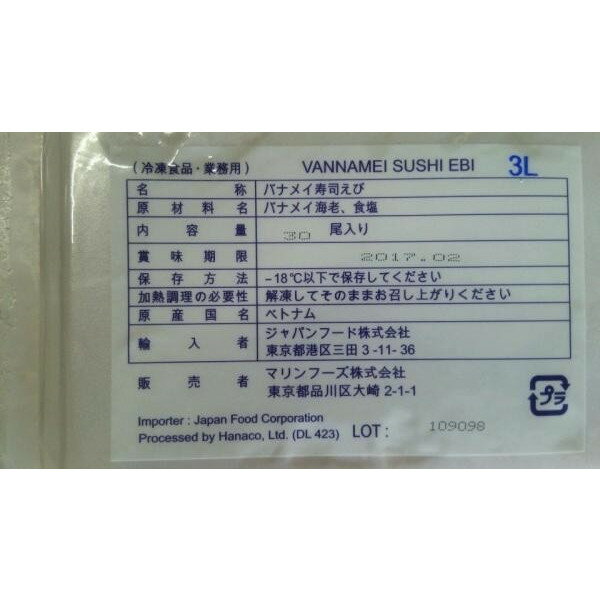 (冷凍食品・業務用) VANNAMEI SUSHI EBI 3L
名称 バナメイ寿司えび
原材料名 バナメイ海老、食塩
内容量 30 尾入り
賞味期限 2017.02
保存方法 -18℃以下で保存してください
加熱調理の必要性 解凍してそのままお召し上がりください
原産国名 ベトナム
輸入者 ジャパンフード株式会社
東京都港区三田3-11-36
販売者 マリンフーズ株式会社
東京都品川区大崎2-1-1
プラ
Importer : Japan Food Corporation
Processed by Hanaco, Ltd. (DL 423) LOT : 109098